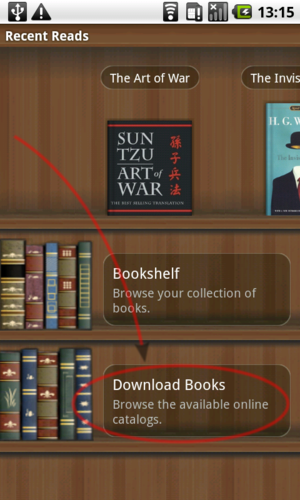 13:15
Recent Reads
The Art of War
The Invis
SUN
TZU
ART of
WAR
孫子兵法
THE BEST SELLING TRANSLATION
H. G. W
Bookshelf
Browse your collection of
books.
Download Books
Browse the available online
catalogs.